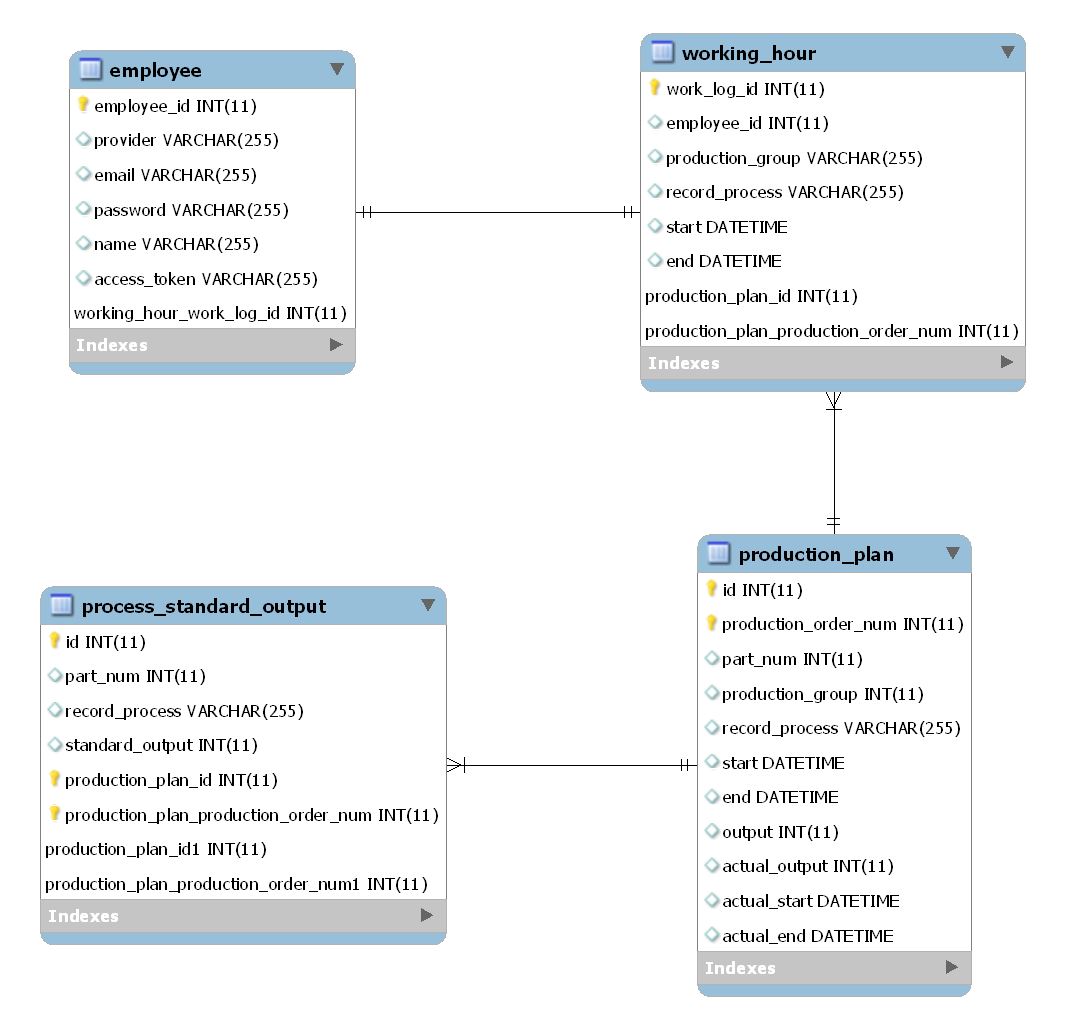 employee
employee_id INT(11)
provider VARCHAR(255)
email VARCHAR(255)
password VARCHAR(255)
name VARCHAR(255)
access_token VARCHAR(255)
working_hour_work_log_id INT(11)
Indexes
working_hour
work_log_id INT(11)
employee_id INT(11)
production_group VARCHAR(255)
record_process VARCHAR(255)
start DATETIME
end DATETIME
production_plan_id INT(11)
production_plan_production_order_num INT(11)
Indexes
process_standard_output
id INT(11)
part_num INT(11)
record_process VARCHAR(255)
standard_output INT(11)
production_plan_id INT(11)
production_plan_production_order_num INT(11)
production_plan_id1 INT(11)
production_plan_production_order_num1 INT(11)
Indexes
production_plan
id INT(11)
production_order_num INT(11)
part_num INT(11)
production_group INT(11)
record_process VARCHAR(255)
start DATETIME
end DATETIME
output INT(11)
actual_output INT(11)
actual_start DATETIME
actual_end DATETIME
Indexes